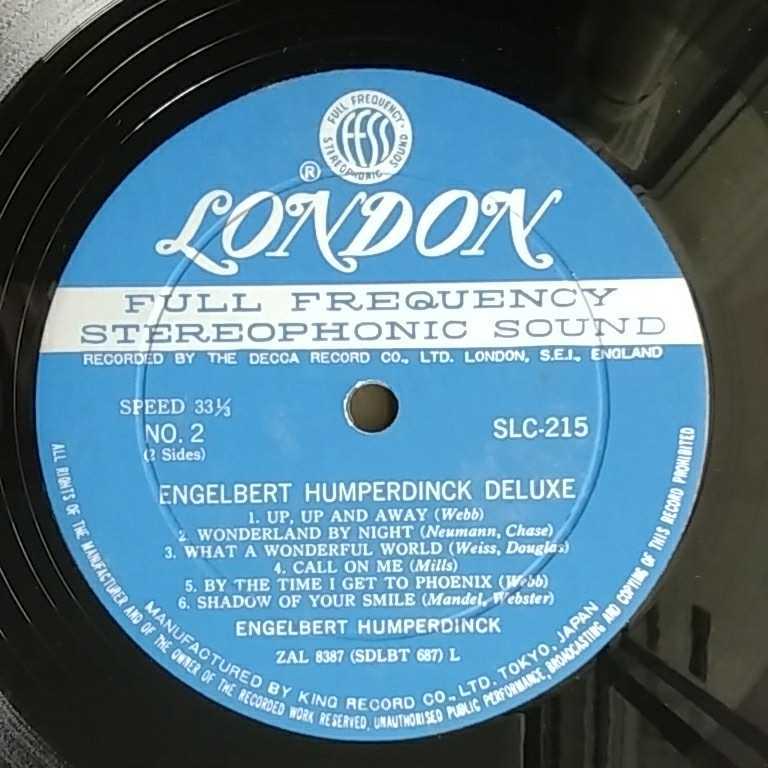 FULL FREQUENCY
STEREOPHONIC SOUND
FFSS
®
LONDON
FULL FREQUENCY
STEREOPHONIC SOUND
RECORDED BY THE DECCA RECORD CO., LTD. LONDON, S.E.I., ENGLAND
SPEED 33⅓
NO. 2
(2 Sides)
SLC-215
ENGELBERT HUMPERDINCK DELUXE
1. UP, UP AND AWAY (Webb)
2. WONDERLAND BY NIGHT (Neumann, Chase)
3. WHAT A WONDERFUL WORLD (Weiss, Douglas)
4. CALL ON ME (Mills)
5. BY THE TIME I GET TO PHOENIX (Webb)
6. SHADOW OF YOUR SMILE (Mandel, Webster)
ENGELBERT HUMPERDINCK
ZAL 8387 (SDLBT 687) L
MANUFACTURED BY KING RECORD CO., LTD. TOKYO, JAPAN
ALL RIGHTS OF THE MANUFACTURER AND OF THE OWNER OF THE RECORDED WORK RESERVED, UNAUTHORISED PUBLIC PERFORMANCE, BROADCASTING AND COPYING OF THIS RECORD PROHIBITED